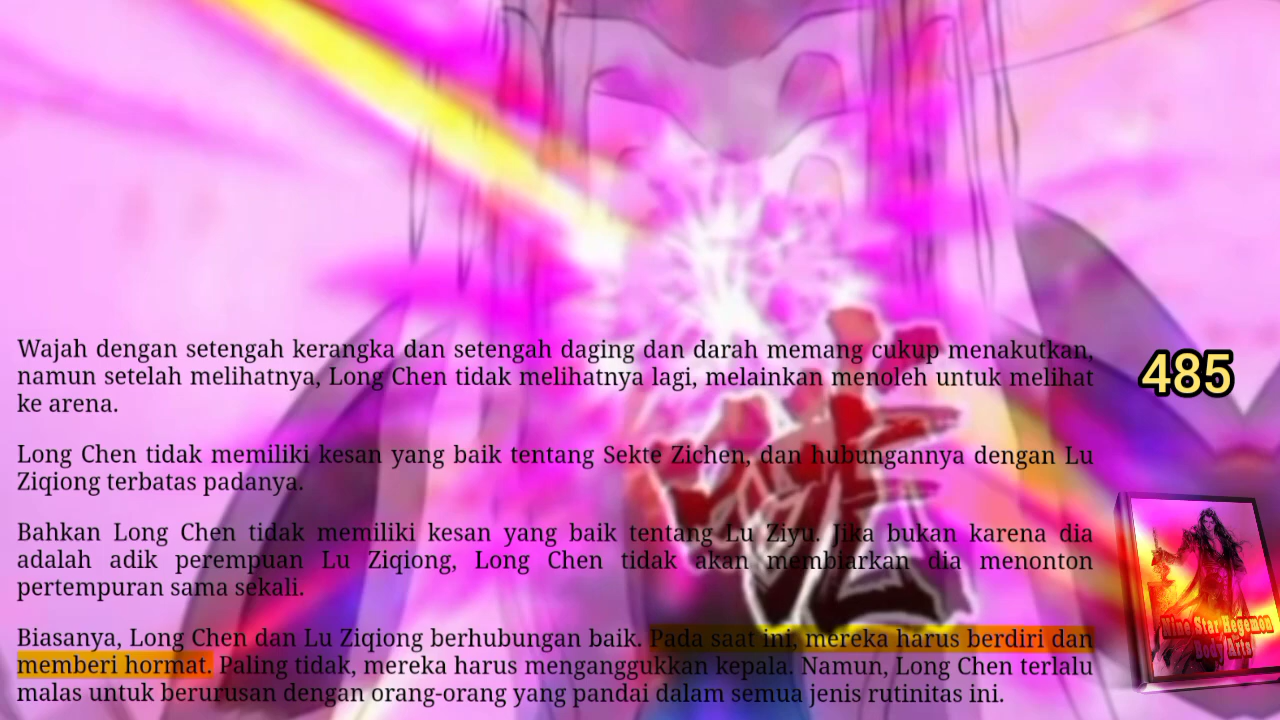 Wajah dengan setengah kerangka dan setengah daging dan darah memang cukup menakutkan,
namun setelah melihatnya, Long Chen tidak melihatnya lagi, melainkan menoleh untuk melihat
ke arena.
Long Chen tidak memiliki kesan yang baik tentang Sekte Zichen, dan hubungannya dengan Lu
Ziqiong terbatas padanya.
Bahkan Long Chen tidak memiliki kesan yang baik tentang Lu Ziyu. Jika bukan karena dia
adalah adik perempuan Lu Ziqiong, Long Chen tidak akan membiarkan dia menonton
pertempuran sama sekali.
Biasanya, Long Chen dan Lu Ziqiong berhubungan baik. Pada saat ini, mereka harus berdiri dan
memberi hormat. Paling tidak, mereka harus menganggukkan kepala. Namun, Long Chen terlalu
malas untuk berurusan dengan orang-orang yang pandai dalam semua jenis rutinitas ini.
485
Nine Star Hegemon
Body Arts